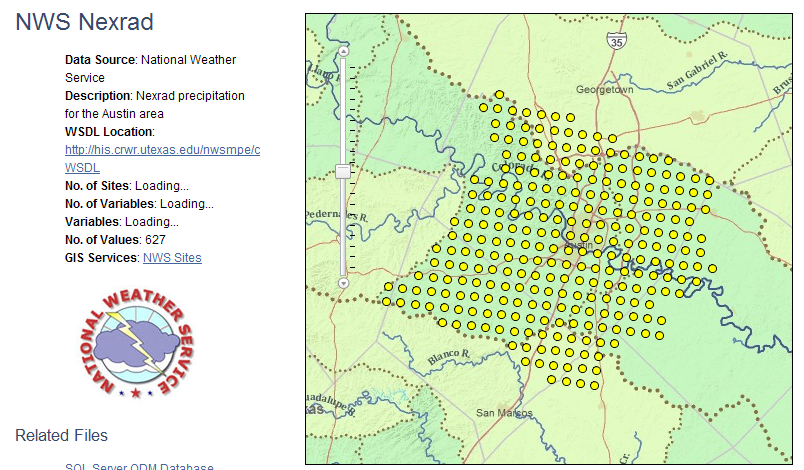 NWS Nexrad
Data Source: National Weather
Service
Description: Nexrad precipitation
for the Austin area
WSDL Location:
http://his.crwr.utexas.edu/nwsmpe/c
WSDL
No. of Sites: Loading...
No. of Variables: Loading...
Variables: Loading...
No. of Values: 627
GIS Services: NWS Sites
NATIONAL WEATHER SERVICE
Related Files
SQL Server ODM Database
35
Georgetown
San Gabriel R.
Llano R.
Pedernales R.
Austin
Blanco R.
San Marcos